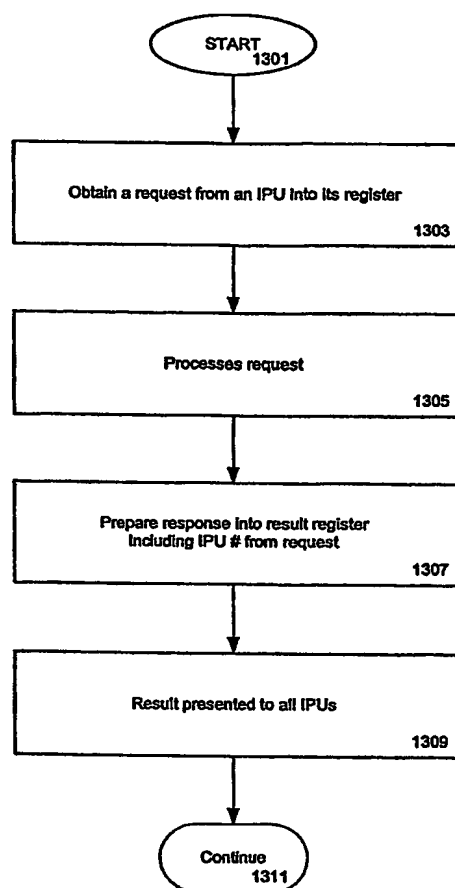 START
1301
Obtain a request from an IPU into its register
1303
Processes request
1305
Prepare response into result register
Including IPU # from request
1307
Result presented to all IPUs
1309
Continue
1311